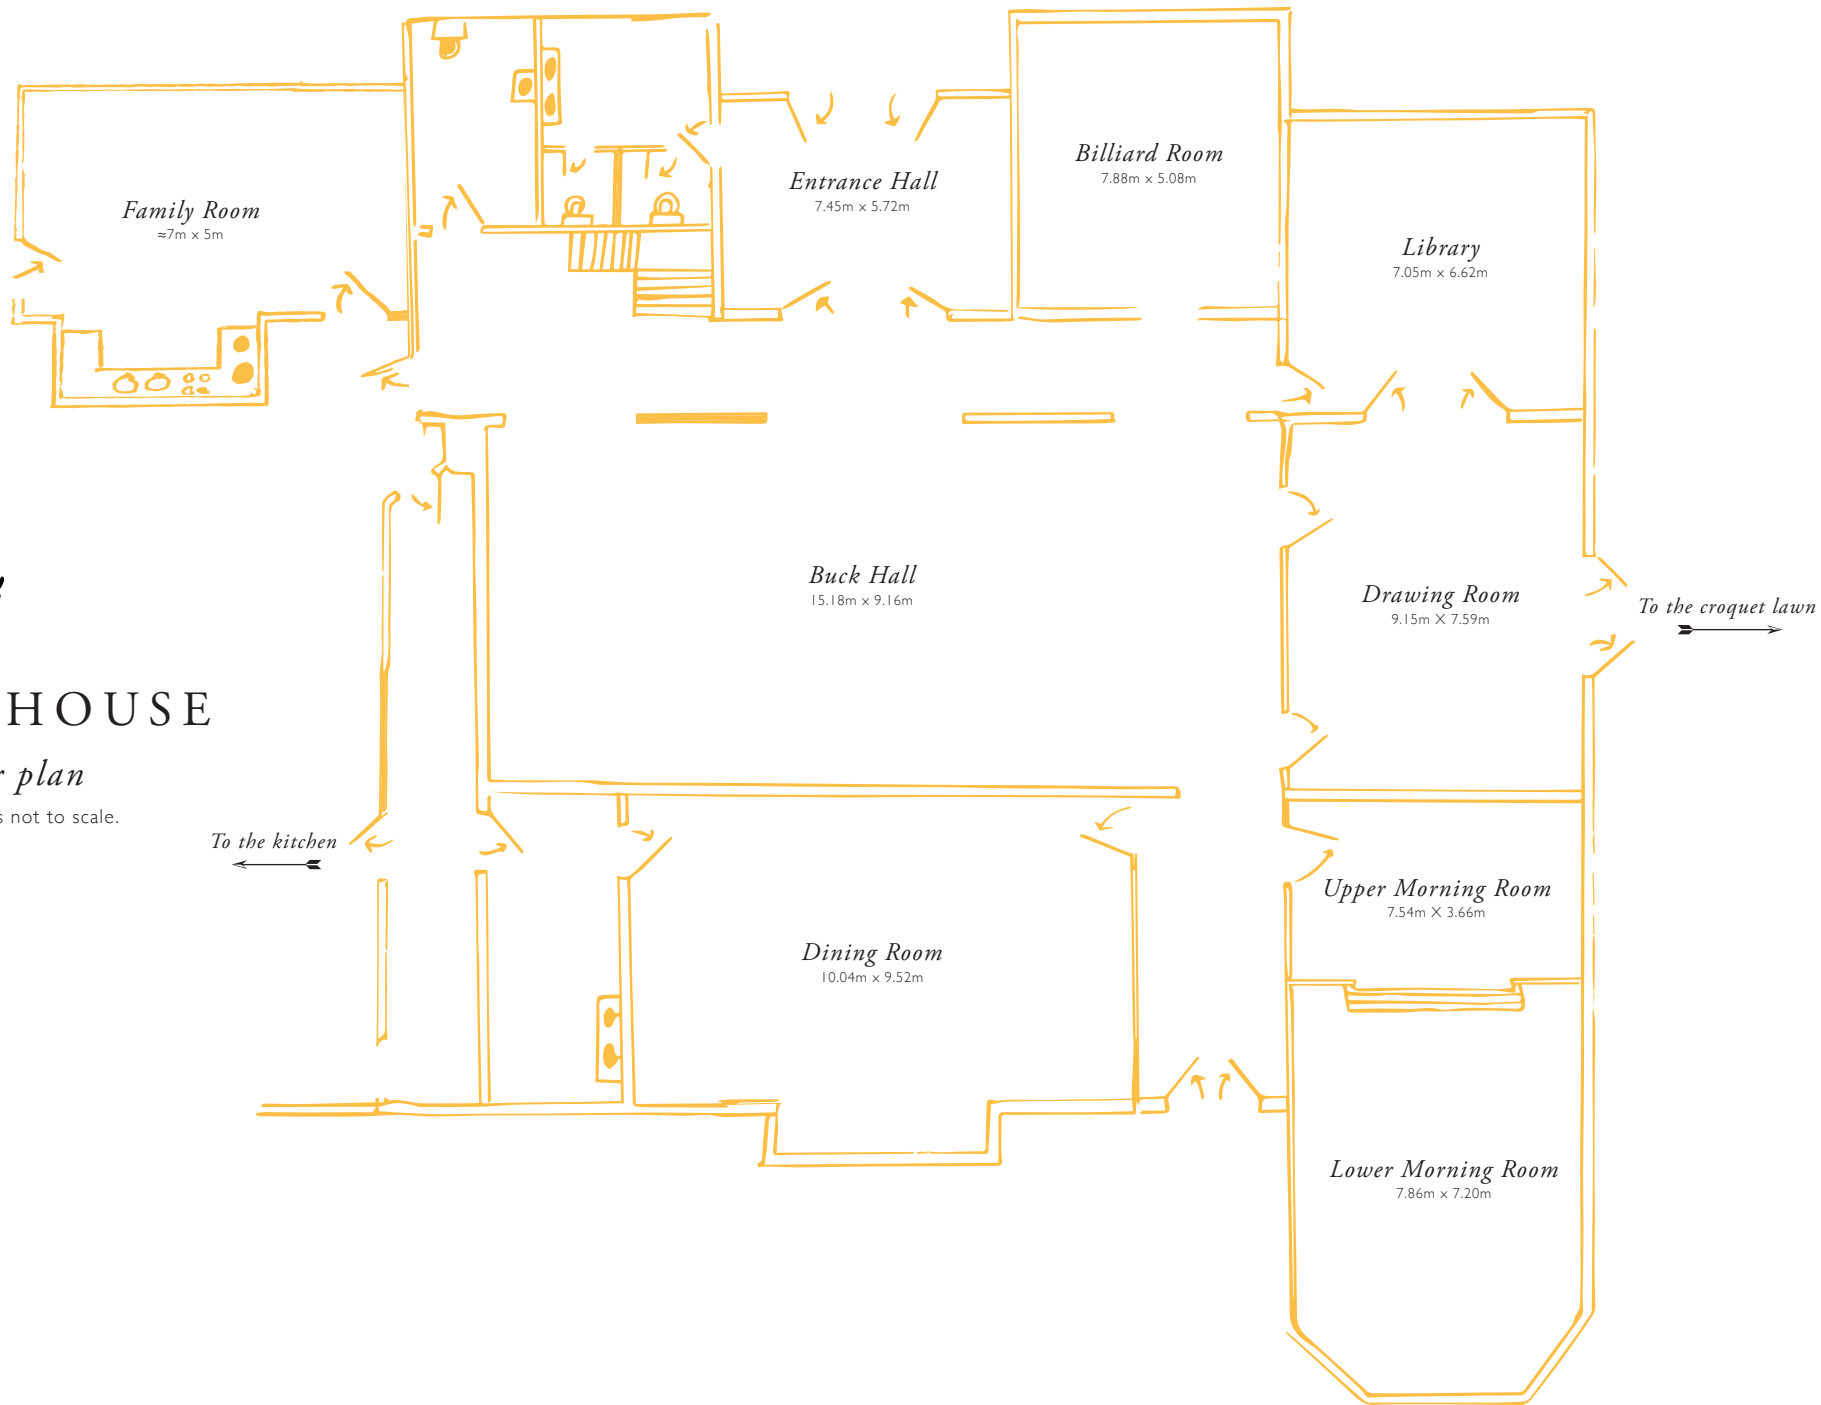 Family Room
≈7m x 5m
Entrance Hall
7.45m x 5.72m
Billiard Room
7.88m x 5.08m
Library
7.05m x 6.62m
Buck Hall
15.18m x 9.16m
Drawing Room
9.15m X 7.59m
To the croquet lawn
HOUSE
plan
not to scale.
To the kitchen
Upper Morning Room
7.54m X 3.66m
Dining Room
10.04m x 9.52m
Lower Morning Room
7.86m x 7.20m